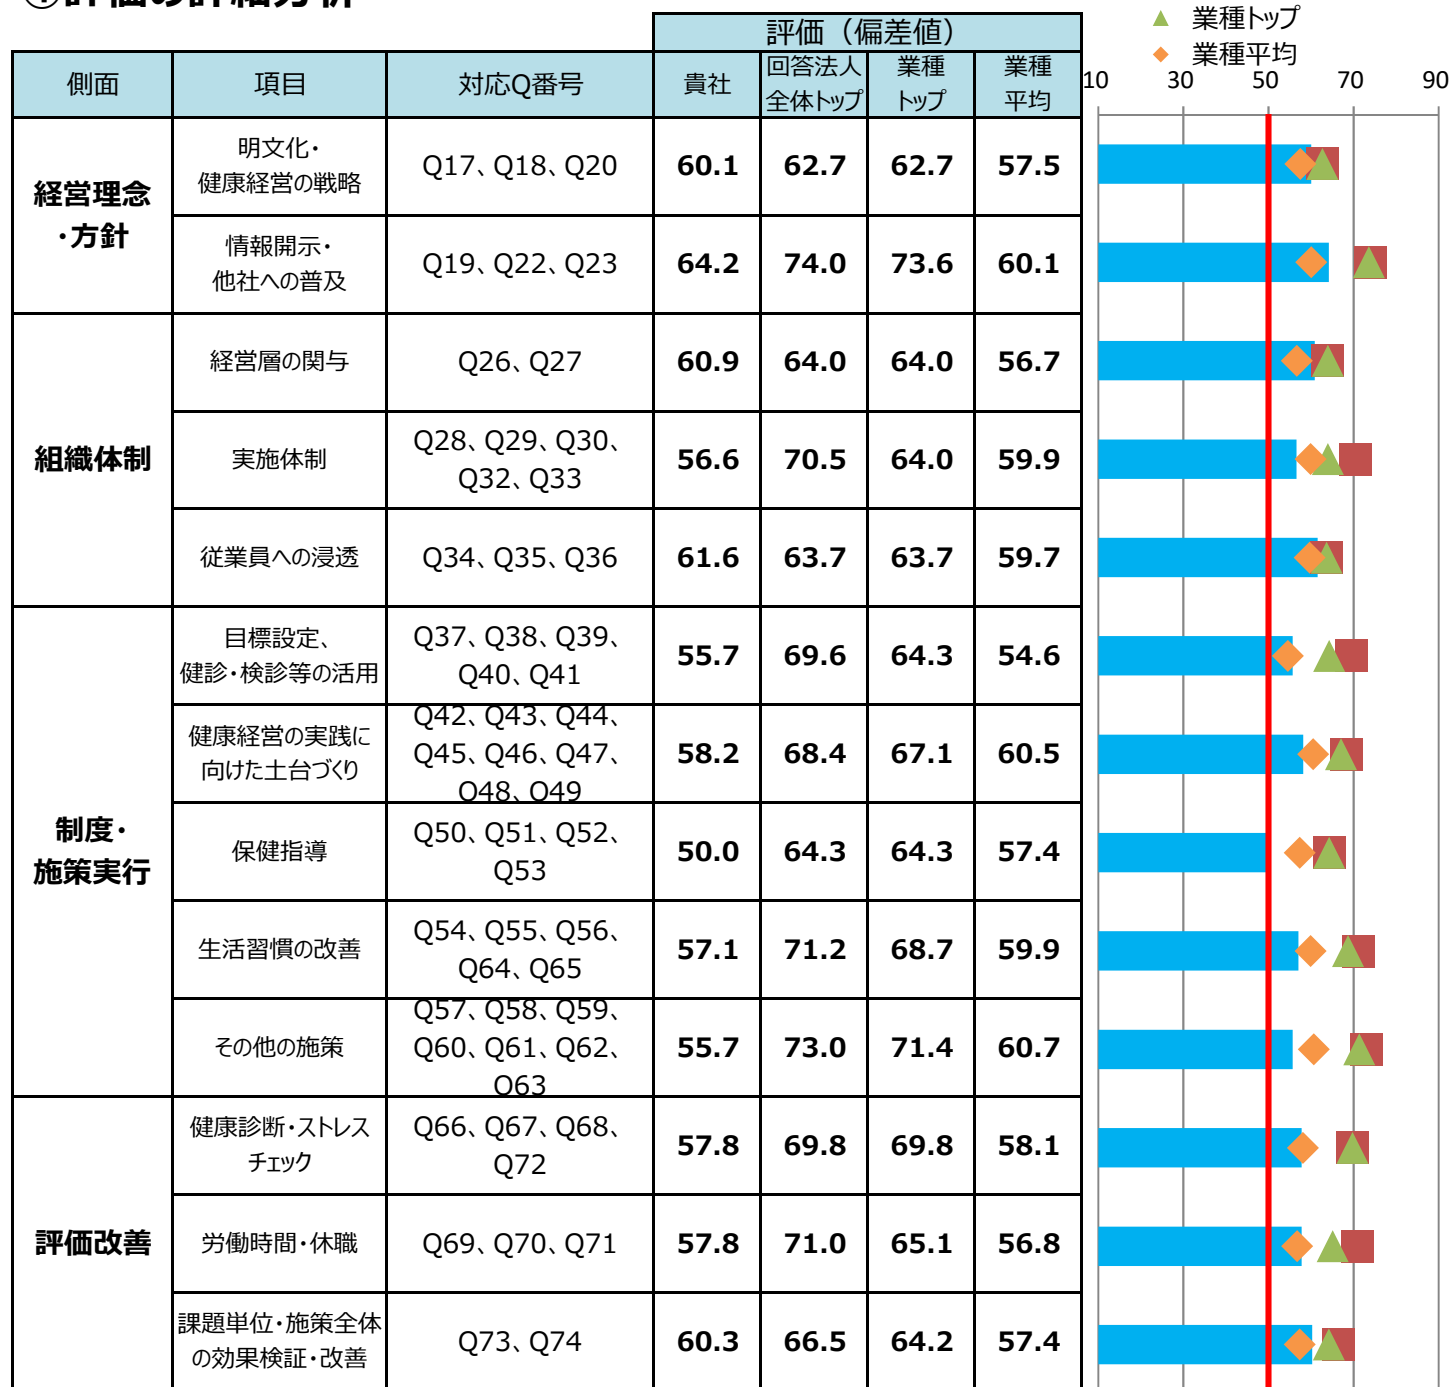 ①評価の詳細分析
▲ 業種トップ
◆ 業種平均
評価（偏差値）
側面 項目 対応Q番号 貴社 回答法人全体トップ 業種トップ 業種平均
10 30 50 70 90
経営理念・方針
明文化・健康経営の戦略 Q17、Q18、Q20 60.1 62.7 62.7 57.5
情報開示・他社への普及 Q19、Q22、Q23 64.2 74.0 73.6 60.1
組織体制
経営層の関与 Q26、Q27 60.9 64.0 64.0 56.7
実施体制 Q28、Q29、Q30、Q32、Q33 56.6 70.5 64.0 59.9
従業員への浸透 Q34、Q35、Q36 61.6 63.7 63.7 59.7
制度・施策実行
目標設定、健診・検診等の活用 Q37、Q38、Q39、Q40、Q41 55.7 69.6 64.3 54.6
健康経営の実践に向けた土台づくり Q42、Q43、Q44、Q45、Q46、Q47、Q48、Q49 58.2 68.4 67.1 60.5
保健指導 Q50、Q51、Q52、Q53 50.0 64.3 64.3 57.4
生活習慣の改善 Q54、Q55、Q56、Q64、Q65 57.1 71.2 68.7 59.9
その他の施策 Q57、Q58、Q59、Q60、Q61、Q62、Q63 55.7 73.0 71.4 60.7
評価改善
健康診断・ストレスチェック Q66、Q67、Q68、Q72 57.8 69.8 69.8 58.1
労働時間・休職 Q69、Q70、Q71 57.8 71.0 65.1 56.8
課題単位・施策全体の効果検証・改善 Q73、Q74 60.3 66.5 64.2 57.4